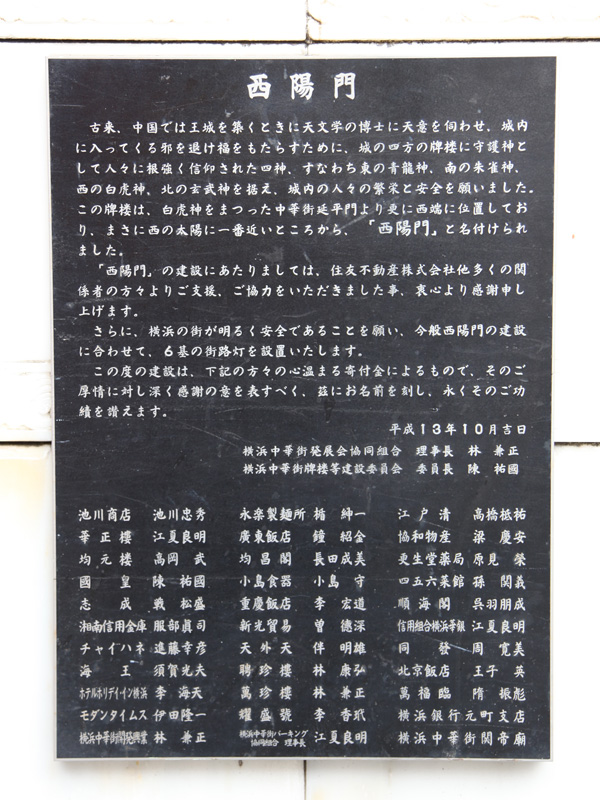 西陽門
古来、中国では王城を築くときに天文学の博士に天意を伺わせ、城内
に入ってくる邪を退け福をもたらすために、城の四方の牌楼に守護神と
して人々に根強く信仰された四神、すなわち東の青龍神、南の朱雀神、
西の白虎神、北の玄武神を据え、城内の人々の繁栄と安全を願いました。
この牌楼は、白虎神をまつった中華街延平門より更に西端に位置してお
り、まさに西の太陽に一番近いところから、「西陽門」と名付けられ
ました。
「西陽門」の建設にあたりましては、住友不動産株式会社他多くの関
係者の方々よりご支援、ご協力をいただきました事、衷心より感謝申し
上げます。
さらに、横浜の街が明るく安全であることを願い、今般西陽門の建設
に合わせて、6基の街路灯を設置いたします。
この度の建設は、下記の方々の心温まる寄付金によるもので、そのご
厚情に対し深く感謝の意を表すべく、茲にお名前を刻し、永くそのご功
績を讃えます。
平成13年10月吉日
横浜中華街発展会協同組合 理事長 林 兼正
横浜中華街牌楼等建設委員会 委員長 陳 祐國
池川商店 池川忠秀 永楽製麺所 楯 紳一 江戸清 高橋柢祐
華正樓 江夏良明 廣東飯店 鐘 紹金 協和物産 梁 慶安
均元楼 高岡 武 均昌閣 長田成美 更生堂薬局 原見 榮
國皇 陳 祐國 小島食器 小島 守 四五六菜館 孫 関義
志成 戦 松盛 重慶飯店 李 宏道 順海閣 呉羽朋成
湘南信用金庫 服部眞司 新光貿易 曽 徳深 信用組合横浜華銀 江夏良明
チャイハネ 進藤幸彦 天外天 伴 明雄 同發 周 寛美
海王 須賀光夫 聘珍樓 林 康弘 北京飯店 王子 英
ホテルホリデイ・イン横浜 李 海天 萬珍樓 林 兼正 萬福臨 隋 振彪
モダンタイムス 伊田隆一 耀盛號 李 香玳 横浜銀行元町支店
横浜中華街開発興業 林 兼正 横浜中華街パーキング協同組合 理事長 江夏良明 横浜中華街関帝廟